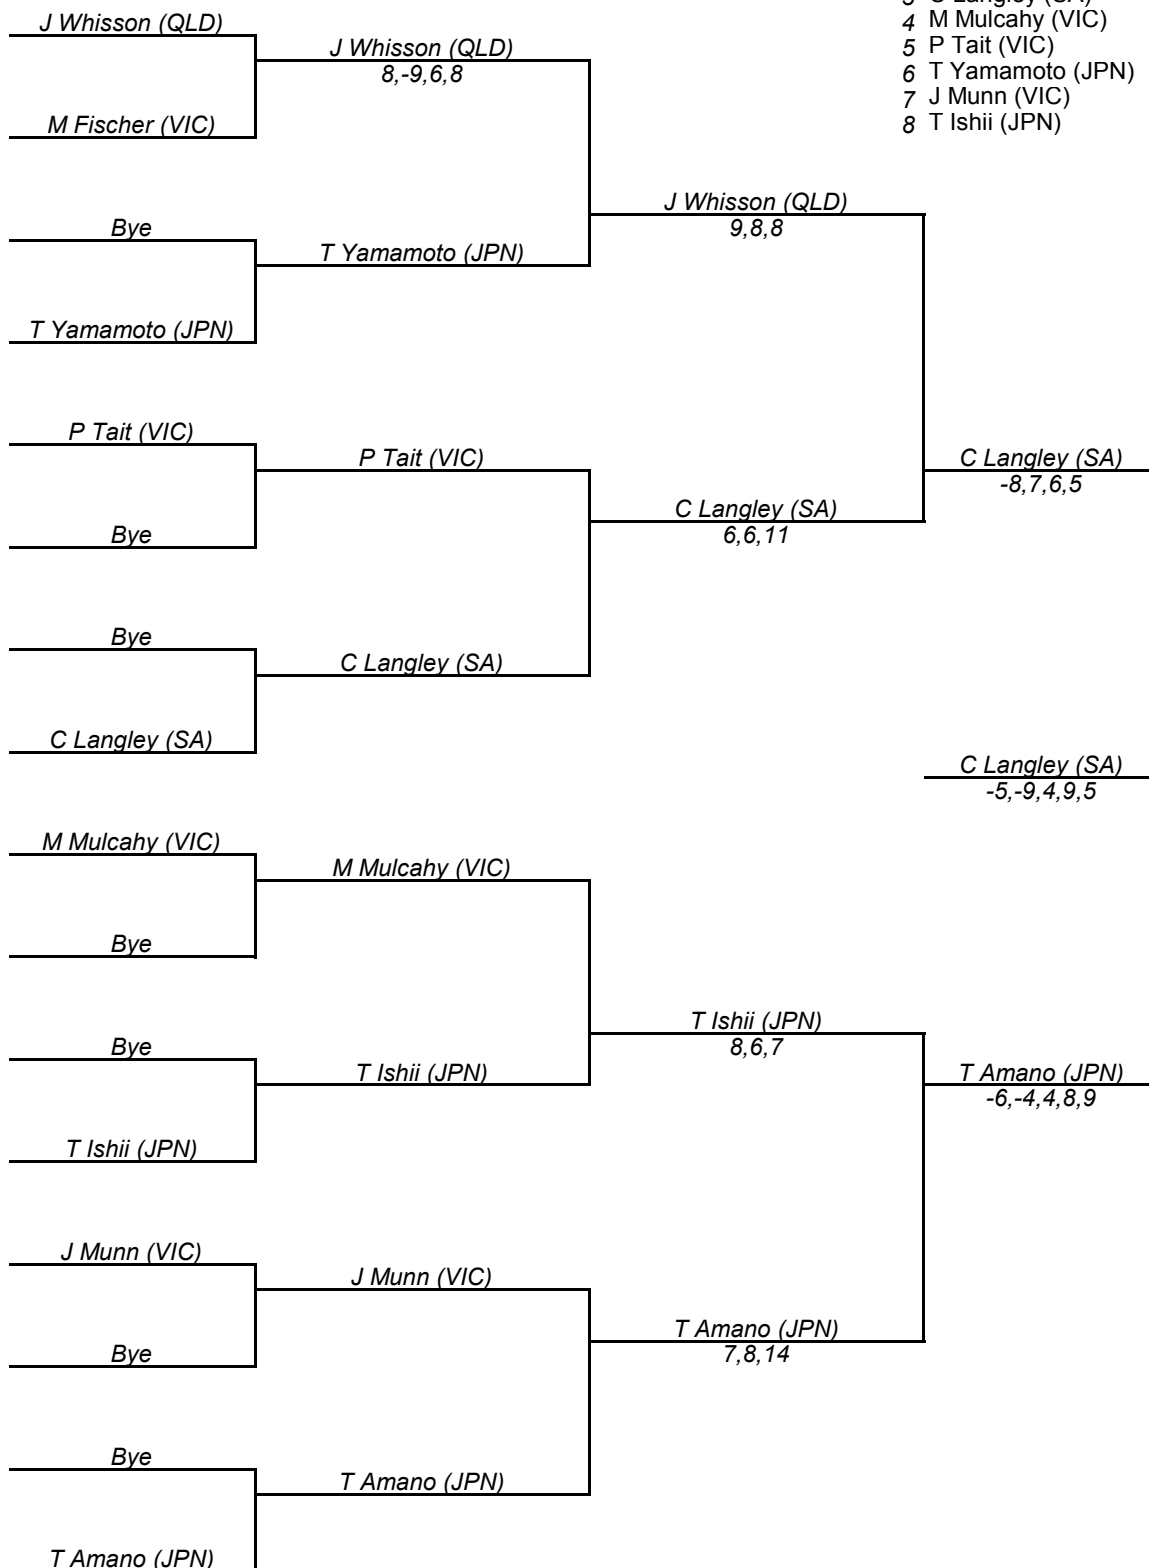 3 C Langley (SA)
4 M Mulcahy (VIC)
5 P Tait (VIC)
6 T Yamamoto (JPN)
7 J Munn (VIC)
8 T Ishii (JPN)
J Whisson (QLD)
J Whisson (QLD)
8,-9,6,8
M Fischer (VIC)
J Whisson (QLD)
9,8,8
Bye
T Yamamoto (JPN)
T Yamamoto (JPN)
P Tait (VIC)
P Tait (VIC)
C Langley (SA)
-8,7,6,5
C Langley (SA)
6,6,11
Bye
Bye
C Langley (SA)
C Langley (SA)
C Langley (SA)
-5,-9,4,9,5
M Mulcahy (VIC)
M Mulcahy (VIC)
Bye
T Ishii (JPN)
8,6,7
Bye
T Ishii (JPN)
T Amano (JPN)
-6,-4,4,8,9
T Ishii (JPN)
J Munn (VIC)
J Munn (VIC)
T Amano (JPN)
7,8,14
Bye
Bye
T Amano (JPN)
T Amano (JPN)